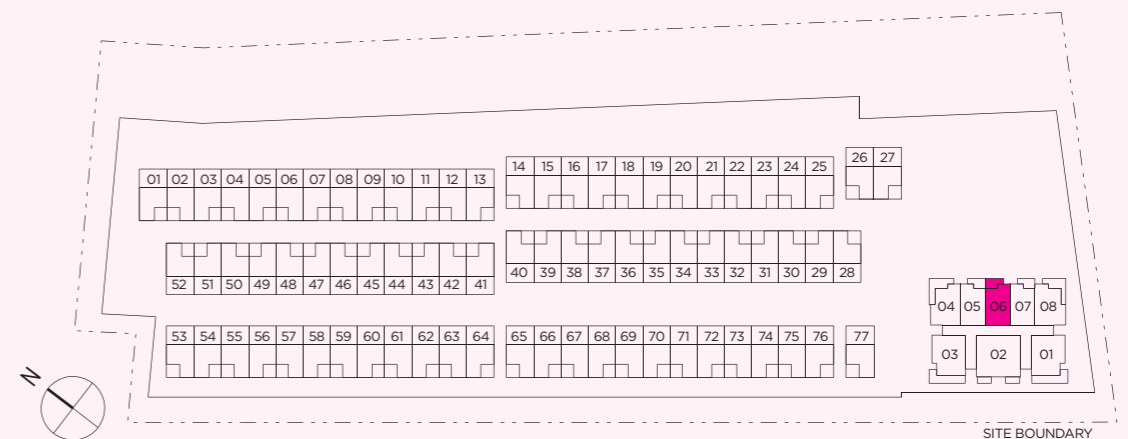 26 27
14 15 16 17 18 19 20 21 22 23 24 25
01 02 03 04 05 06 07 08 09 10 11 12 13
40 39 38 37 36 35 34 33 32 31 30 29 28
52 51 50 49 48 47 46 45 44 43 42 41
04 05 06 07 08
53 54 55 56 57 58 59 60 61 62 63 64 65 66 67 68 69 70 71 72 73 74 75 76 77
03 02 01
N
SITE BOUNDARY